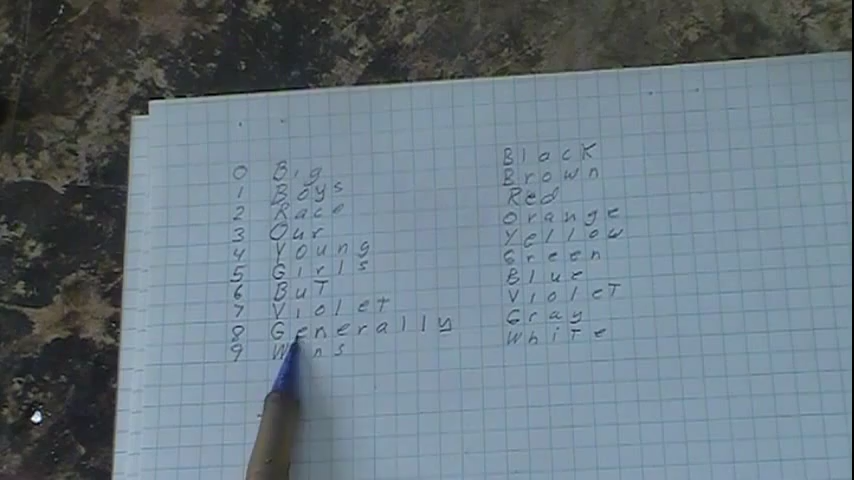 0 Big Black
1 Boys Brown
2 Race Red
3 Our Orange
4 Young Yellow
5 Girls Green
6 BuT Blue
7 Violet VioleT
8 Generally Gray
9 Wins WhiTe